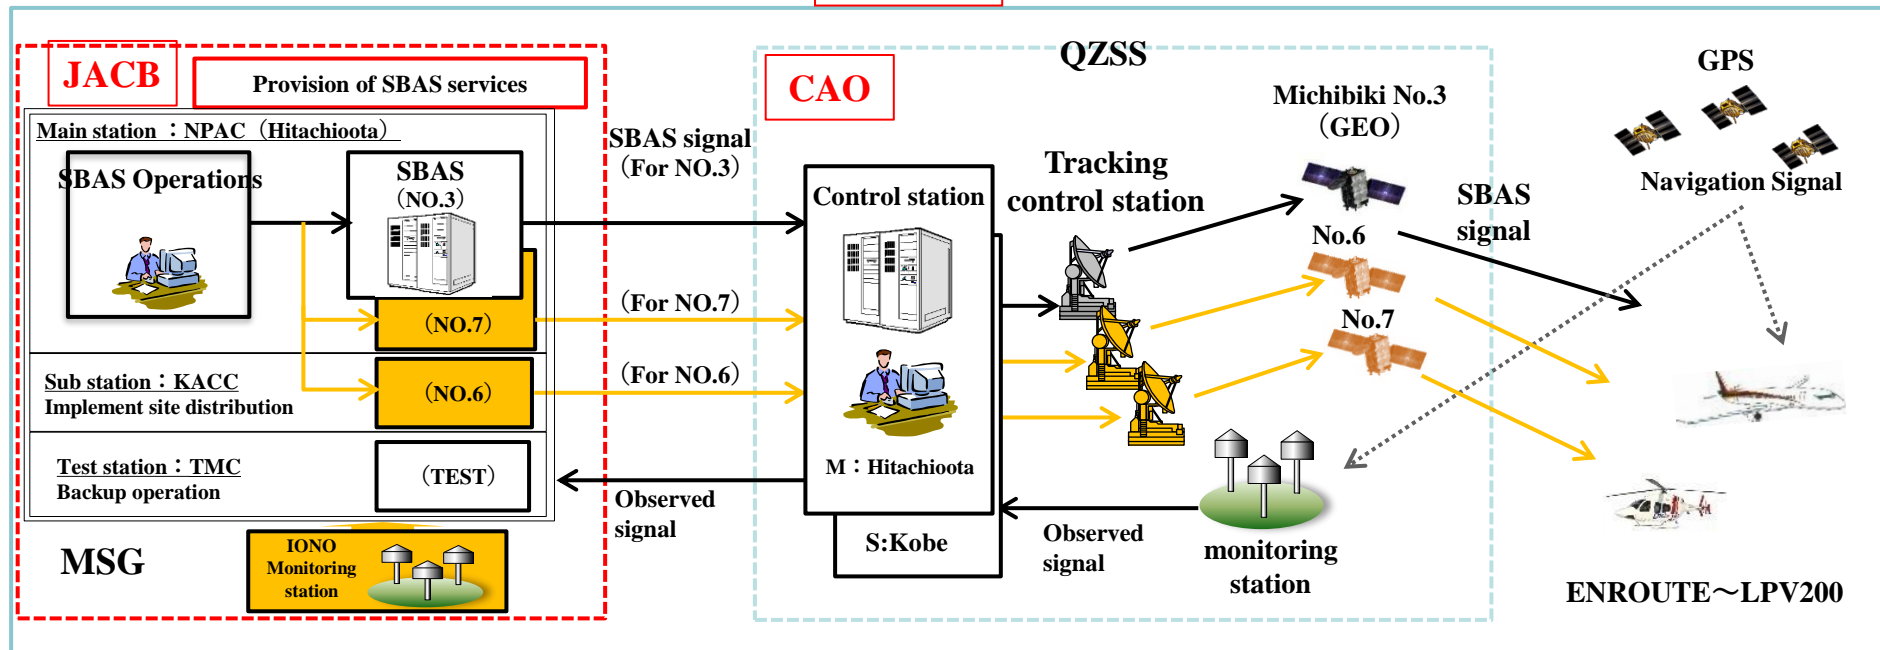 JACB
Provision of SBAS services
Main station ：NPAC（Hitachioota）
SBAS Operations
SBAS
（NO.3）
（NO.7）
Sub station：KACC
Implement site distribution
（NO.6）
Test station：TMC
Backup operation
（TEST）
MSG
IONO
Monitoring
station
SBAS signal
（For NO.3）
（For NO.7）
（For NO.6）
Observed
signal
CAO
QZSS
Control station
M：Hitachioota
S:Kobe
Tracking
control station
Michibiki No.3
（GEO）
No.6
No.7
Observed
signal
monitoring
station
SBAS
signal
GPS
Navigation Signal
ENROUTE～LPV200